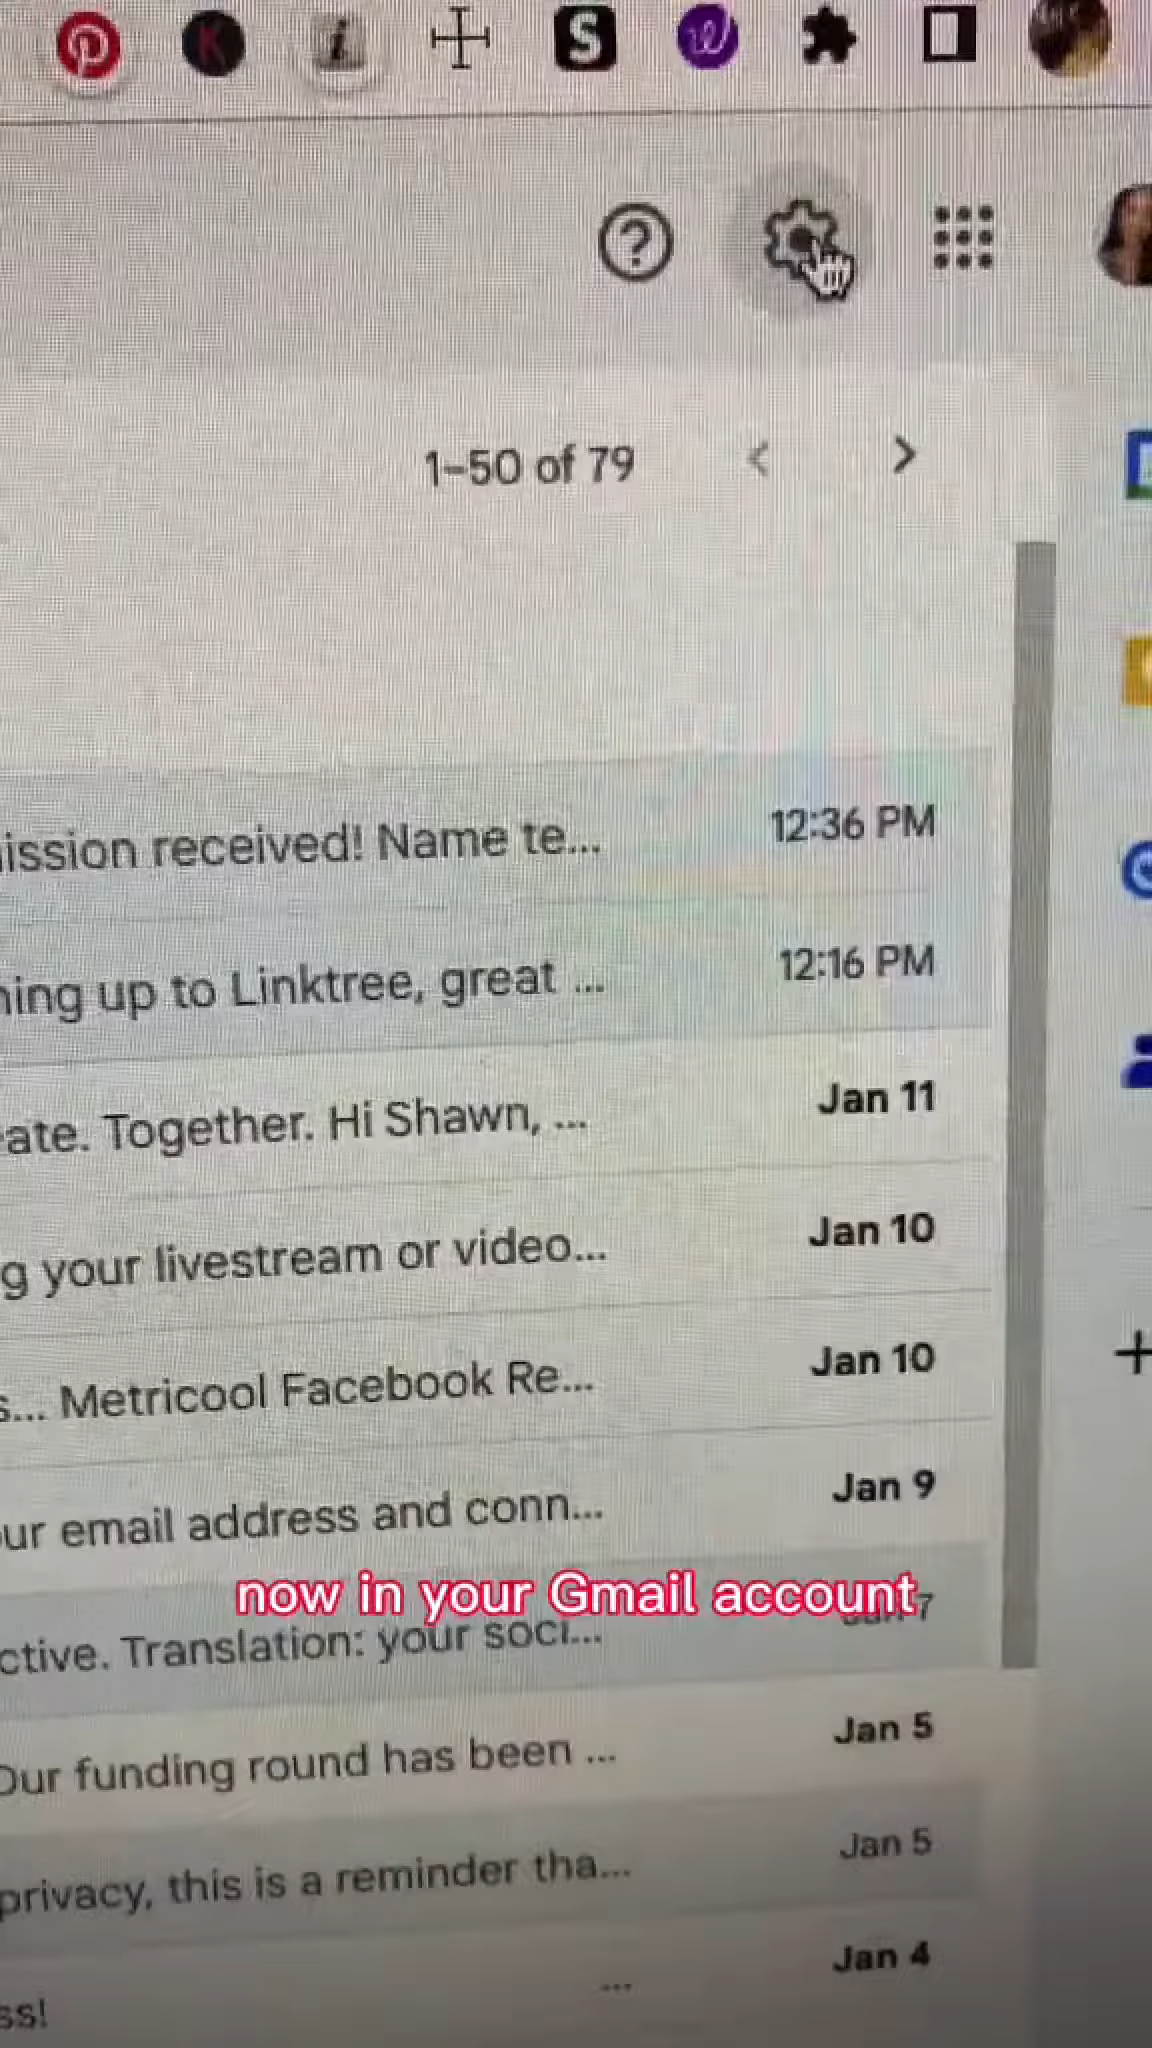 1–50 of 79
ission received! Name te... 12:36 PM
ning up to Linktree, great ... 12:16 PM
ate. Together. Hi Shawn, ... Jan 11
g your livestream or video... Jan 10
s... Metricool Facebook Re... Jan 10
ur email address and conn... Jan 9
now in your Gmail account
ctive. Translation: your soci... 7
Our funding round has been ... Jan 5
privacy, this is a reminder tha... Jan 5
... Jan 4
ss!